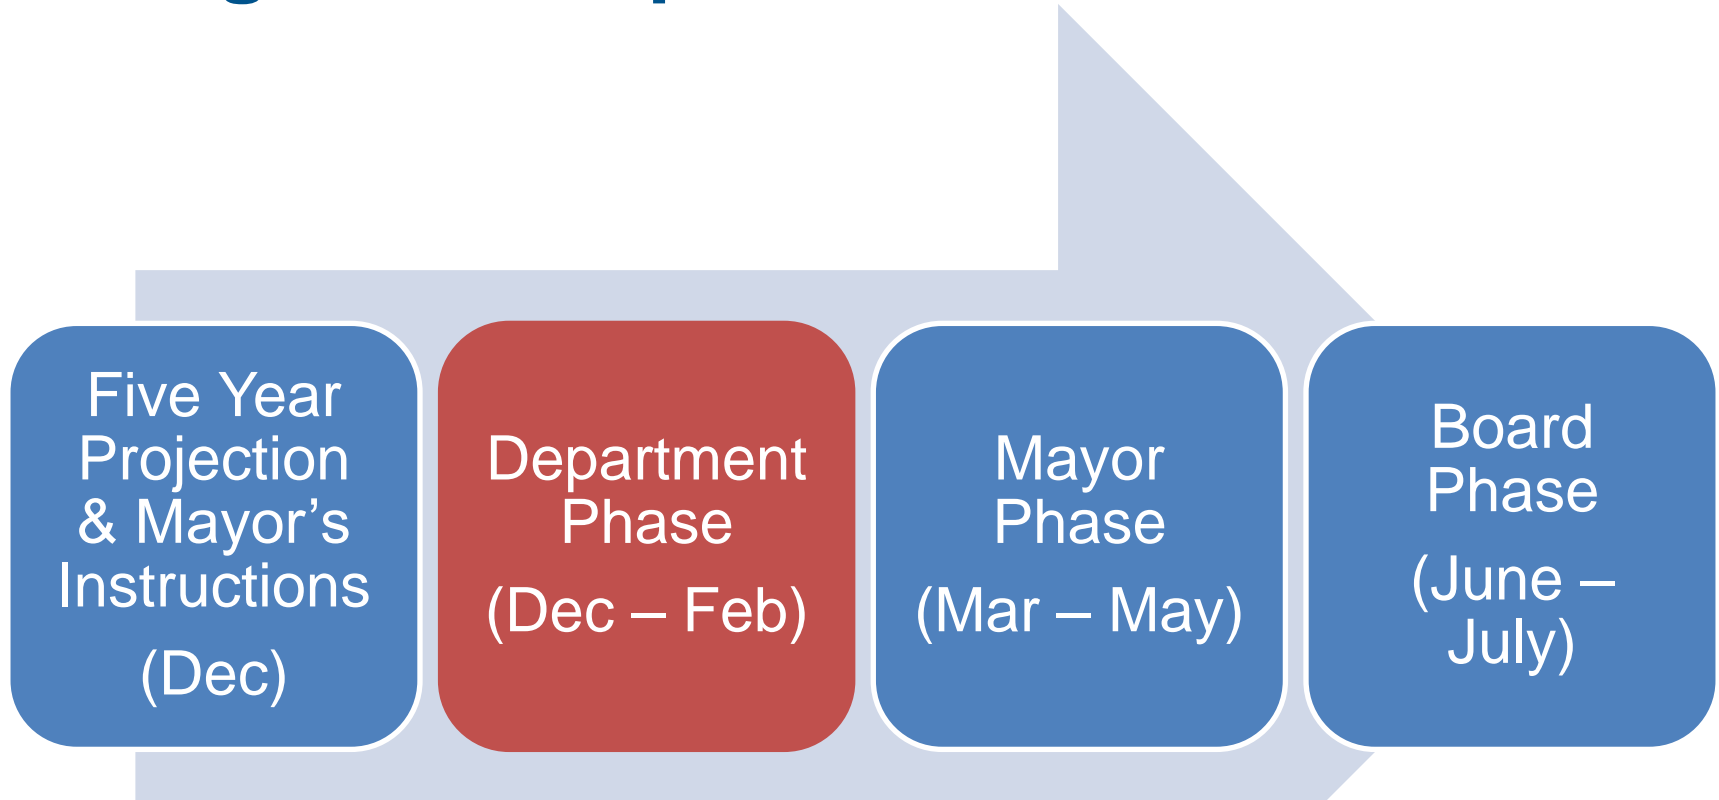 Five Year
Projection
& Mayor’s
Instructions
(Dec)
Department
Phase
(Dec – Feb)
Mayor
Phase
(Mar – May)
Board
Phase
(June –
July)